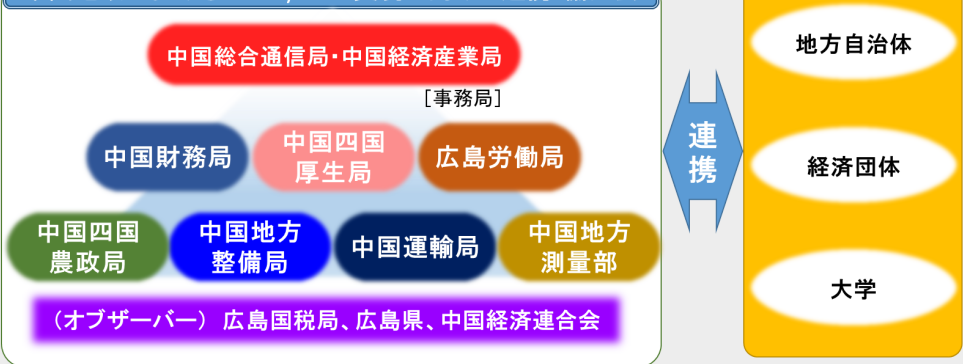 中国総合通信局・中国経済産業局
［事務局］
中国財務局
中国四国
厚生局
広島労働局
中国四国
農政局
中国地方
整備局
中国運輸局
中国地方
測量部
（オブザーバー） 広島国税局、広島県、中国経済連合会
連
携
地方自治体
経済団体
大学